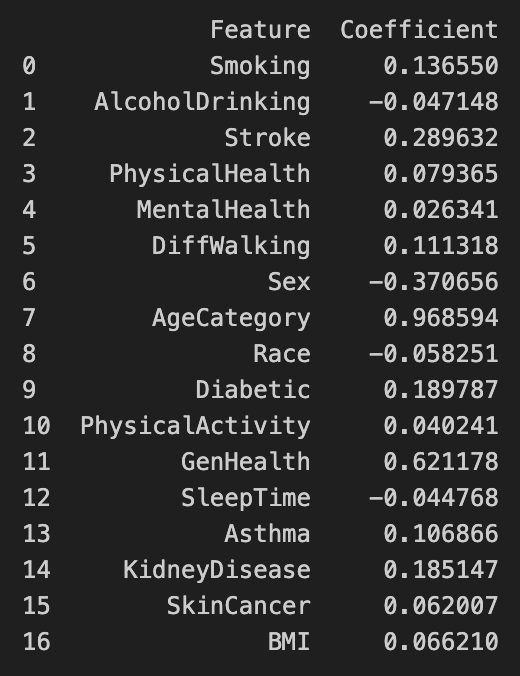 Feature Coefficient
0 Smoking 0.136550
1 AlcoholDrinking -0.047148
2 Stroke 0.289632
3 PhysicalHealth 0.079365
4 MentalHealth 0.026341
5 DiffWalking 0.111318
6 Sex -0.370656
7 AgeCategory 0.968594
8 Race -0.058251
9 Diabetic 0.189787
10 PhysicalActivity 0.040241
11 GenHealth 0.621178
12 SleepTime -0.044768
13 Asthma 0.106866
14 KidneyDisease 0.185147
15 SkinCancer 0.062007
16 BMI 0.066210